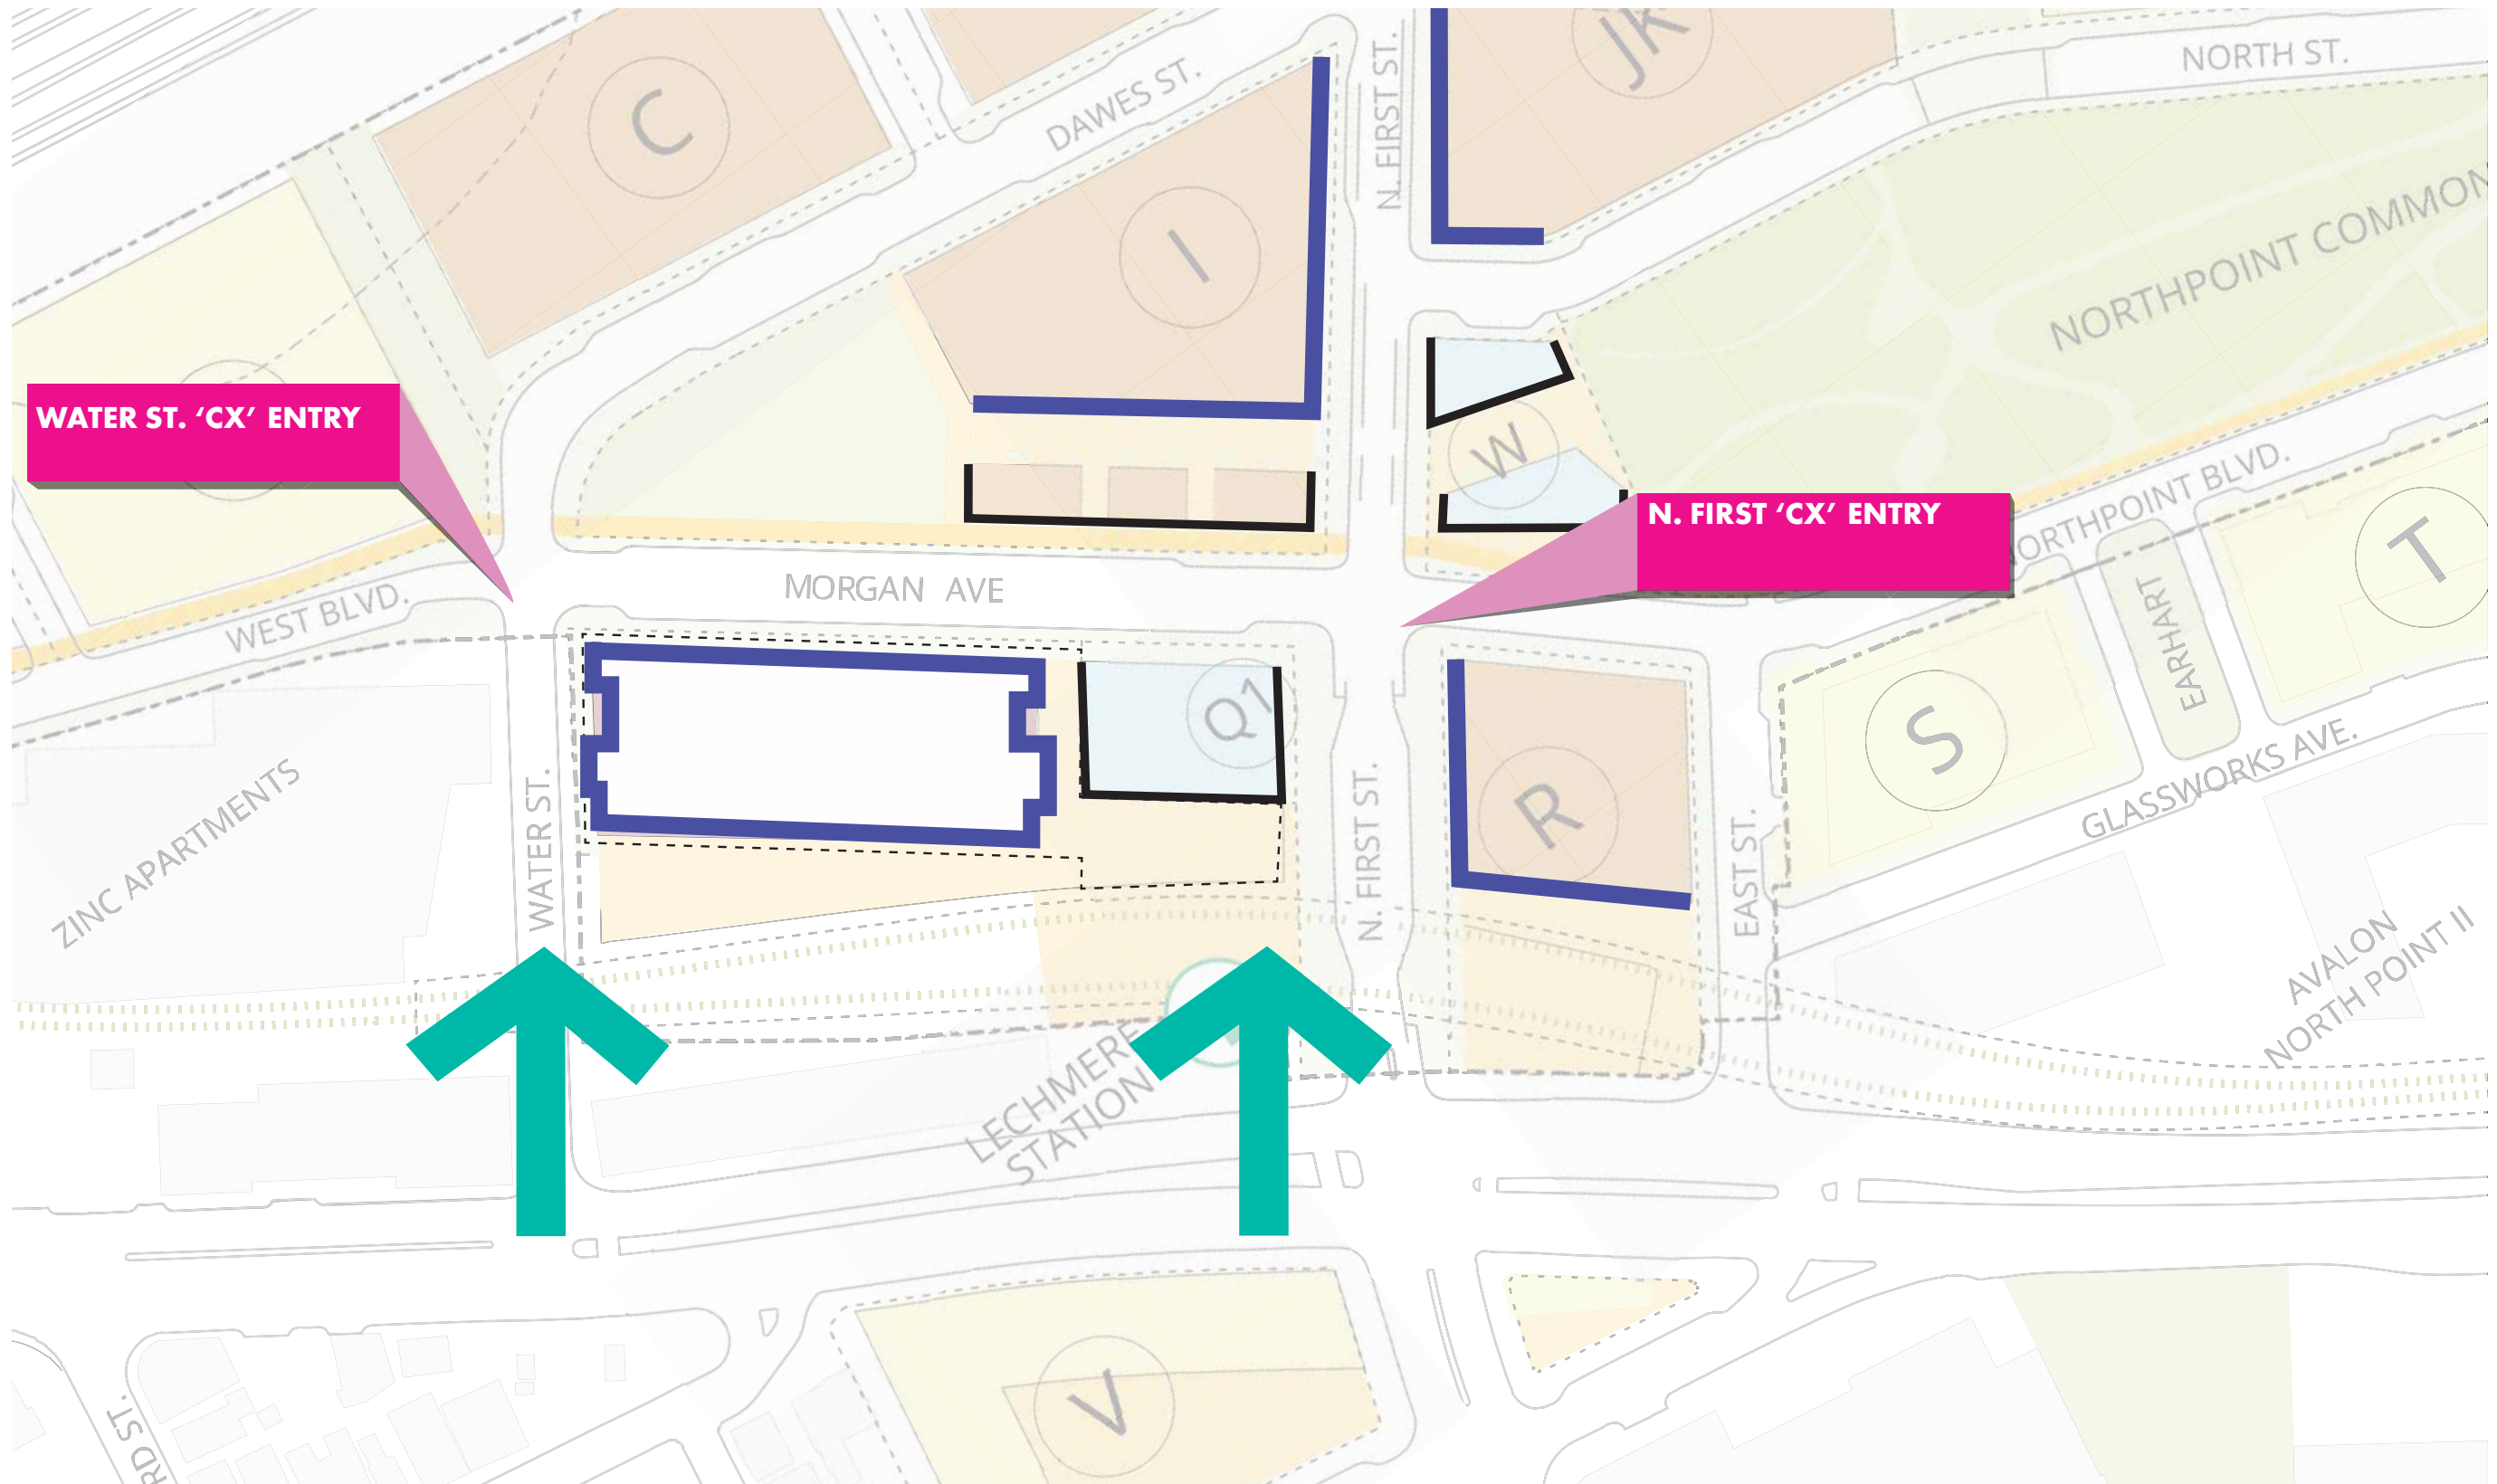 JK
NORTH ST.
C
DAWES ST.
N. FIRST ST.
I
NORTHPOINT COMMON
WATER ST. ‘CX’ ENTRY
W
N. FIRST ‘CX’ ENTRY
NORTHPOINT BLVD.
T
MORGAN AVE
WEST BLVD.
EARHART
Q1
S
GLASSWORKS AVE.
ZINC APARTMENTS
WATER ST.
N. FIRST ST.
R
EAST ST.
AVALON
NORTH POINT II
LECHMERE
STATION
V
RD ST.